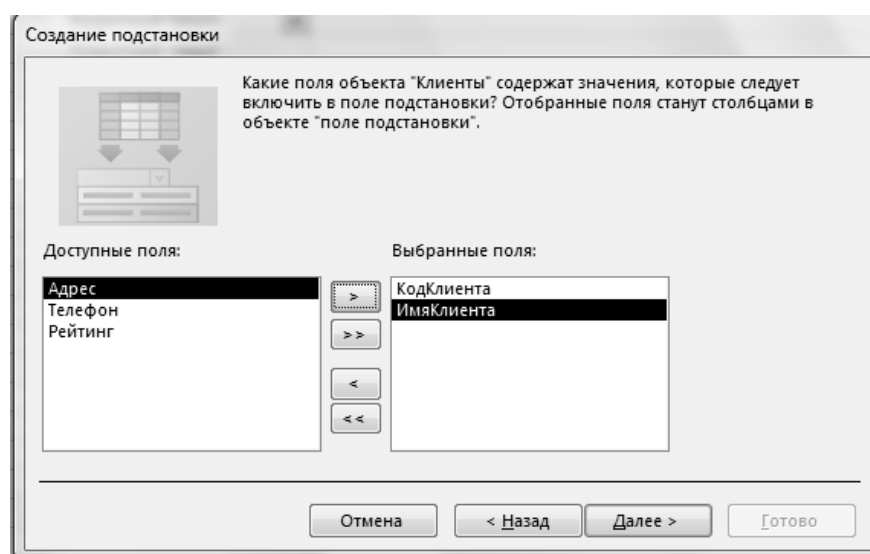 Создание подстановки
Какие поля объекта "Клиенты" содержат значения, которые следует
включить в поле подстановки? Отобранные поля станут столбцами в
объекте "поле подстановки".
Доступные поля:
Выбранные поля:
Адрес
Телефон
Рейтинг
>
>>
<
<<
КодКлиента
ИмяКлиента
Отмена
< Назад
Далее >
Готово